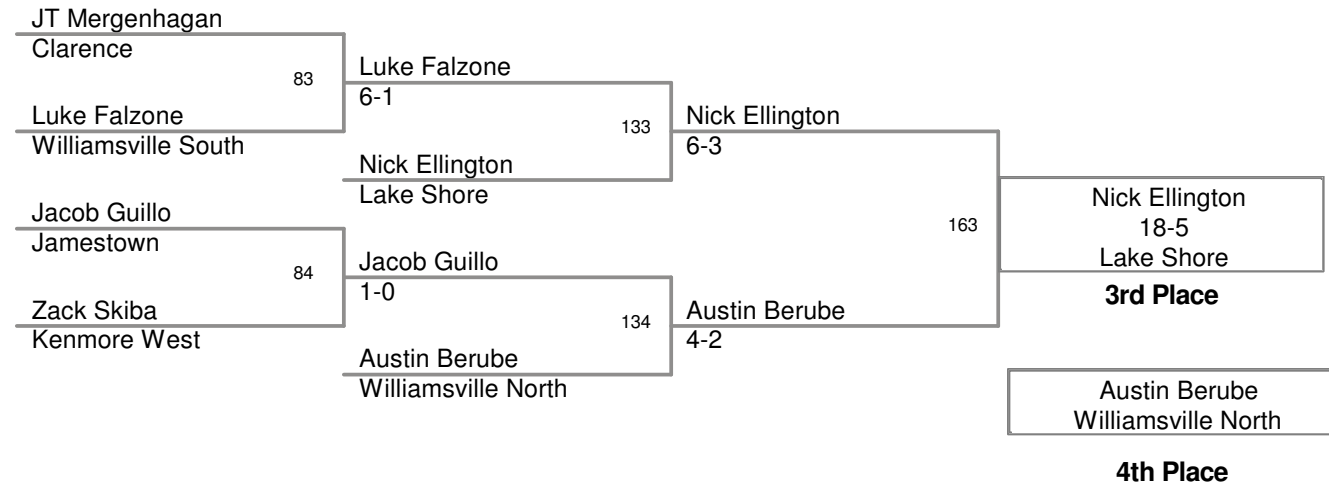 JT Mergenhagan
Clarence
83
Luke Falzone
6-1
Luke Falzone
Williamsville South
133
Nick Ellington
6-3
Nick Ellington
Lake Shore
Jacob Guillo
Jamestown
84
Jacob Guillo
1-0
Zack Skiba
Kenmore West
134
Austin Berube
4-2
Austin Berube
Williamsville North
163
Nick Ellington
18-5
Lake Shore
3rd Place
Austin Berube
Williamsville North
4th Place